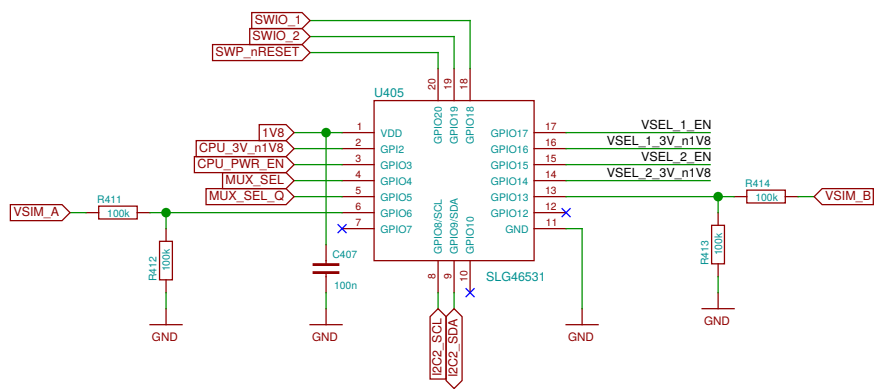 SWIO_1
SWIO_2
SWP_nRESET
U405
20
19
18
GPIO20
GPIO19
GPIO18
1V8
1
VDD
CPU_3V_n1V8
2
GPI2
CPU_PWR_EN
3
GPIO3
MUX_SEL
4
GPIO4
MUX_SEL_Q
5
GPIO5
6
GPIO6
7
GPIO7
GPIO17
17
VSEL_1_EN
GPIO16
16
VSEL_1_3V_n1V8
GPIO15
15
VSEL_2_EN
GPIO14
14
VSEL_2_3V_n1V8
GPIO13
13
GPIO12
12
GND
11
R411
VSIM_A
100k
R414
100k
VSIM_B
R412
100k
R413
100k
GPIO8/SCL
GPIO9/SDA
GPIO10
8
9
10
SLG46531
C407
100n
I2C2_SCL
I2C2_SDA
GND
GND
GND
GND